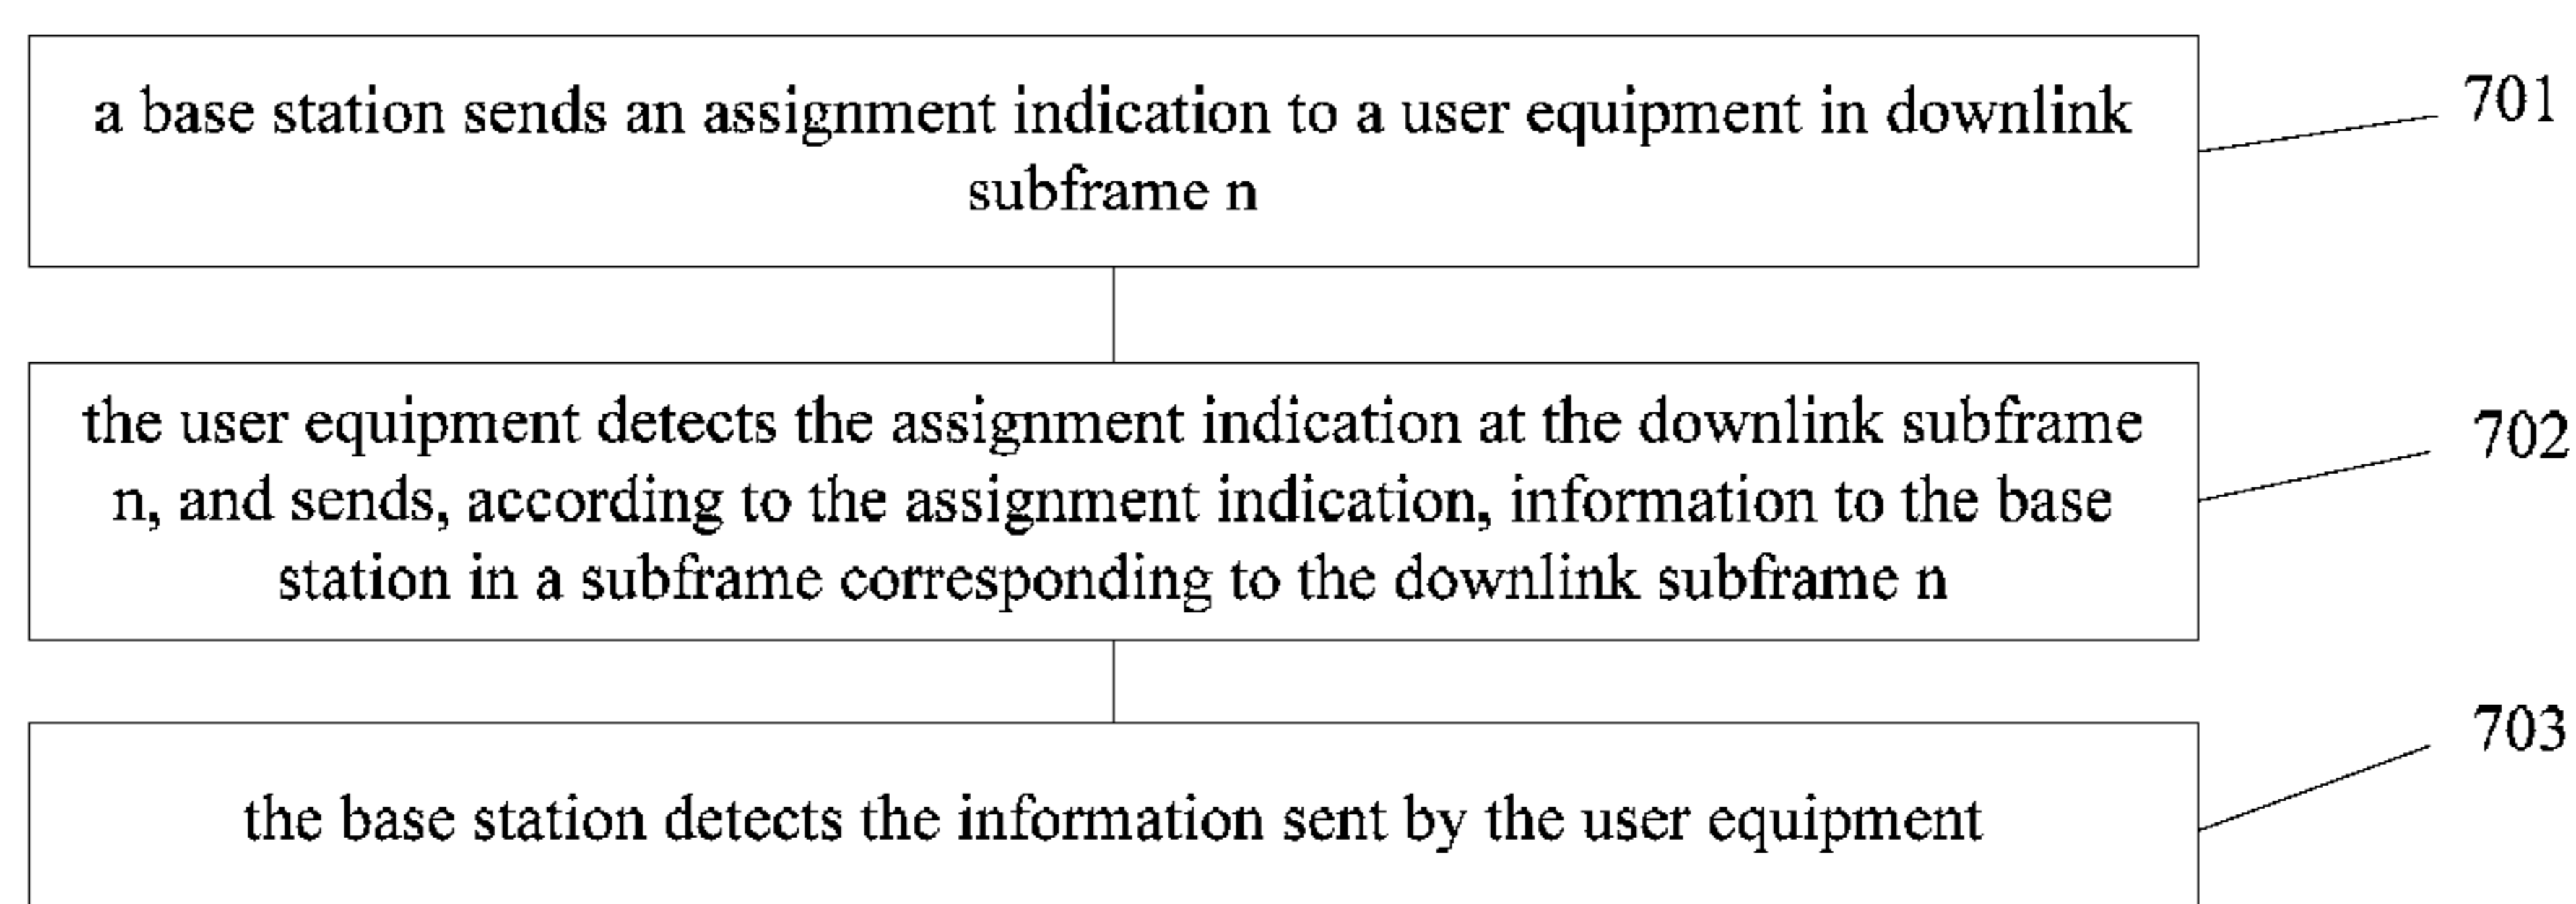 a base station sends an assignment indication to a user equipment in downlink
subframe n
701
the user equipment detects the assignment indication at the downlink subframe
n, and sends, according to the assignment indication, information to the base
station in a subframe corresponding to the downlink subframe n
702
the base station detects the information sent by the user equipment
703